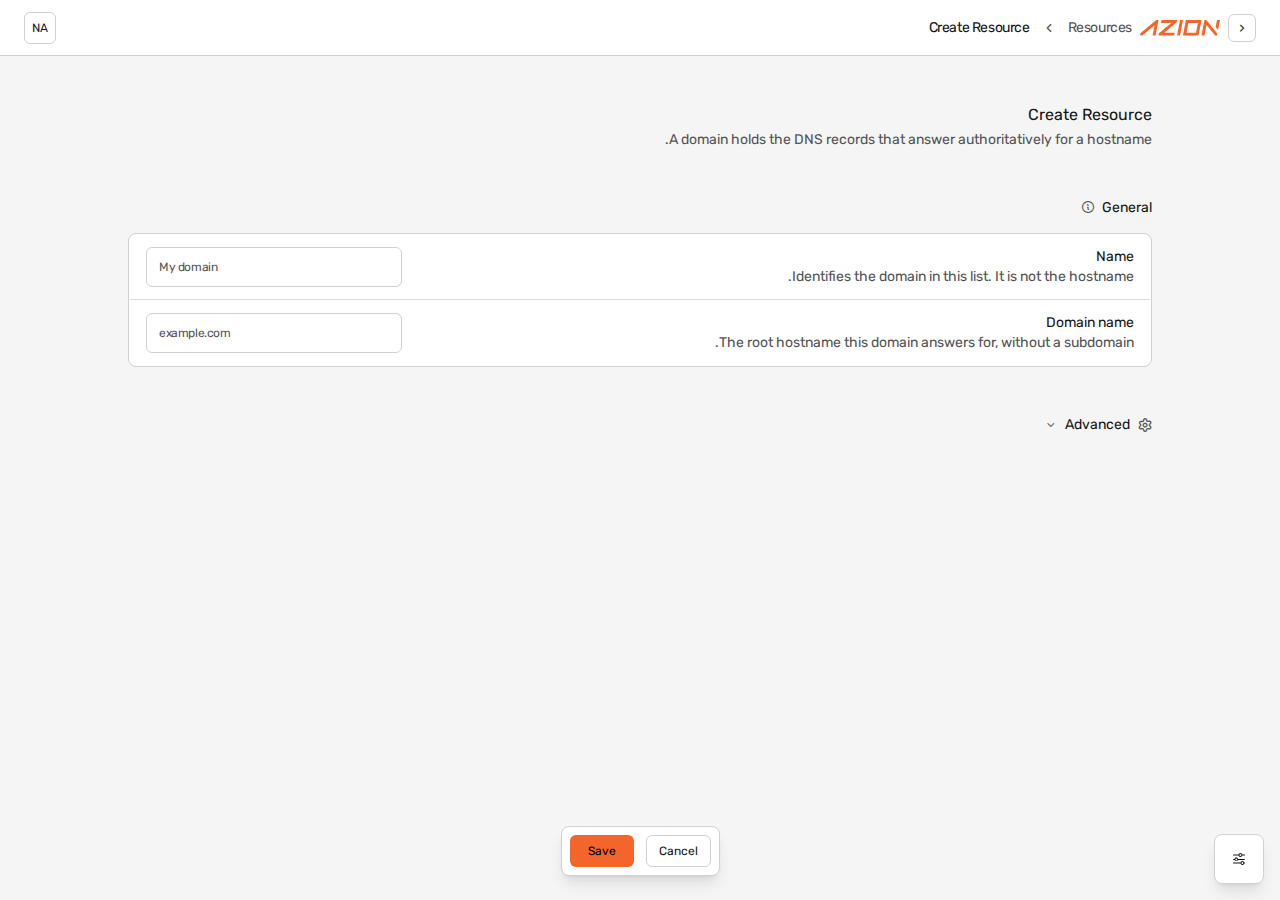 NA
Create Resource
Resources
AZION
Create Resource
.A domain holds the DNS records that answer authoritatively for a hostname
General
Name
.Identifies the domain in this list. It is not the hostname
My domain
Domain name
.The root hostname this domain answers for, without a subdomain
example.com
Advanced
Save
Cancel